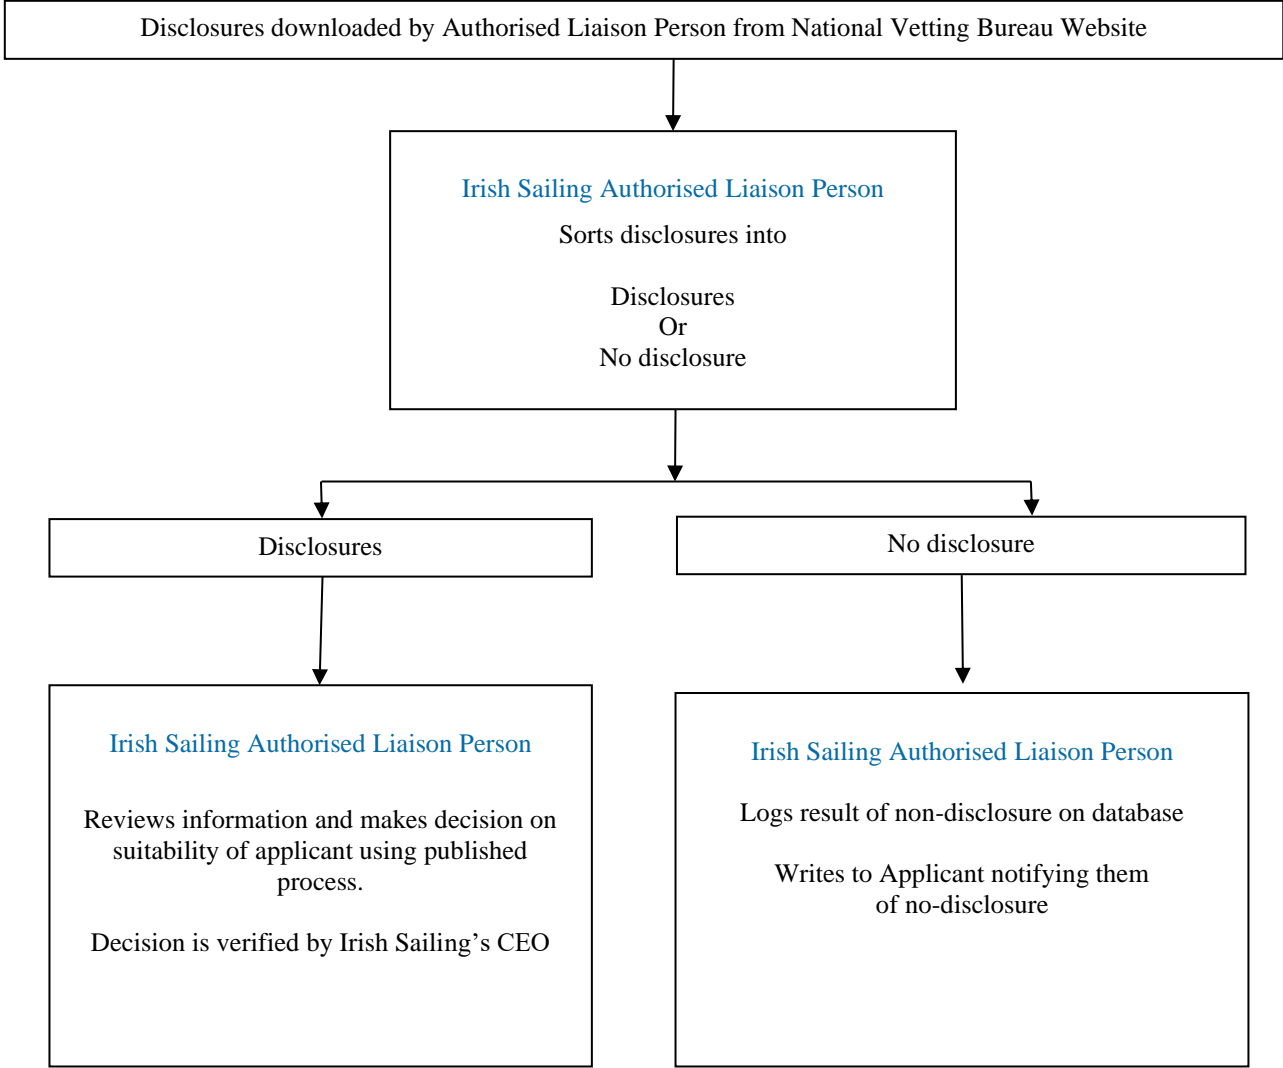 Disclosures downloaded by Authorised Liaison Person from National Vetting Bureau Website
Irish Sailing Authorised Liaison Person
Sorts disclosures into
Disclosures
Or
No disclosure
Disclosures
No disclosure
Irish Sailing Authorised Liaison Person
Reviews information and makes decision on
suitability of applicant using published
process.
Decision is verified by Irish Sailing’s CEO
Irish Sailing Authorised Liaison Person
Logs result of non-disclosure on database
Writes to Applicant notifying them
of no-disclosure